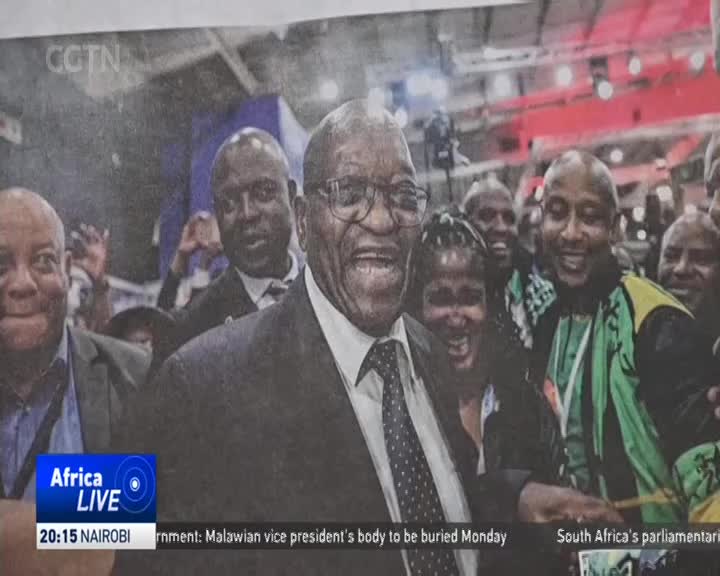 CGTN
Africa
LIVE
20:15 NAIROBI
rnment: Malawian vice president's body to be buried Monday
South Africa's parliamentari